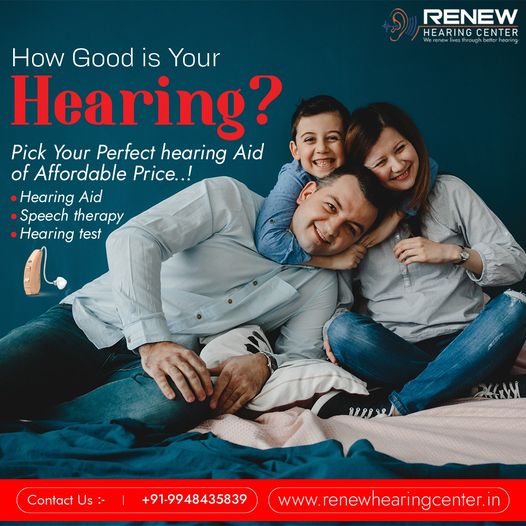 RENEW
HEARING CENTER
We renew lives through better hearing
How Good is Your
Hearing?
Pick Your Perfect hearing Aid
of Affordable Price..!
Hearing Aid
Speech therapy
Hearing test
Contact Us :- | +91-9948435839
www.renewhearingcenter.in